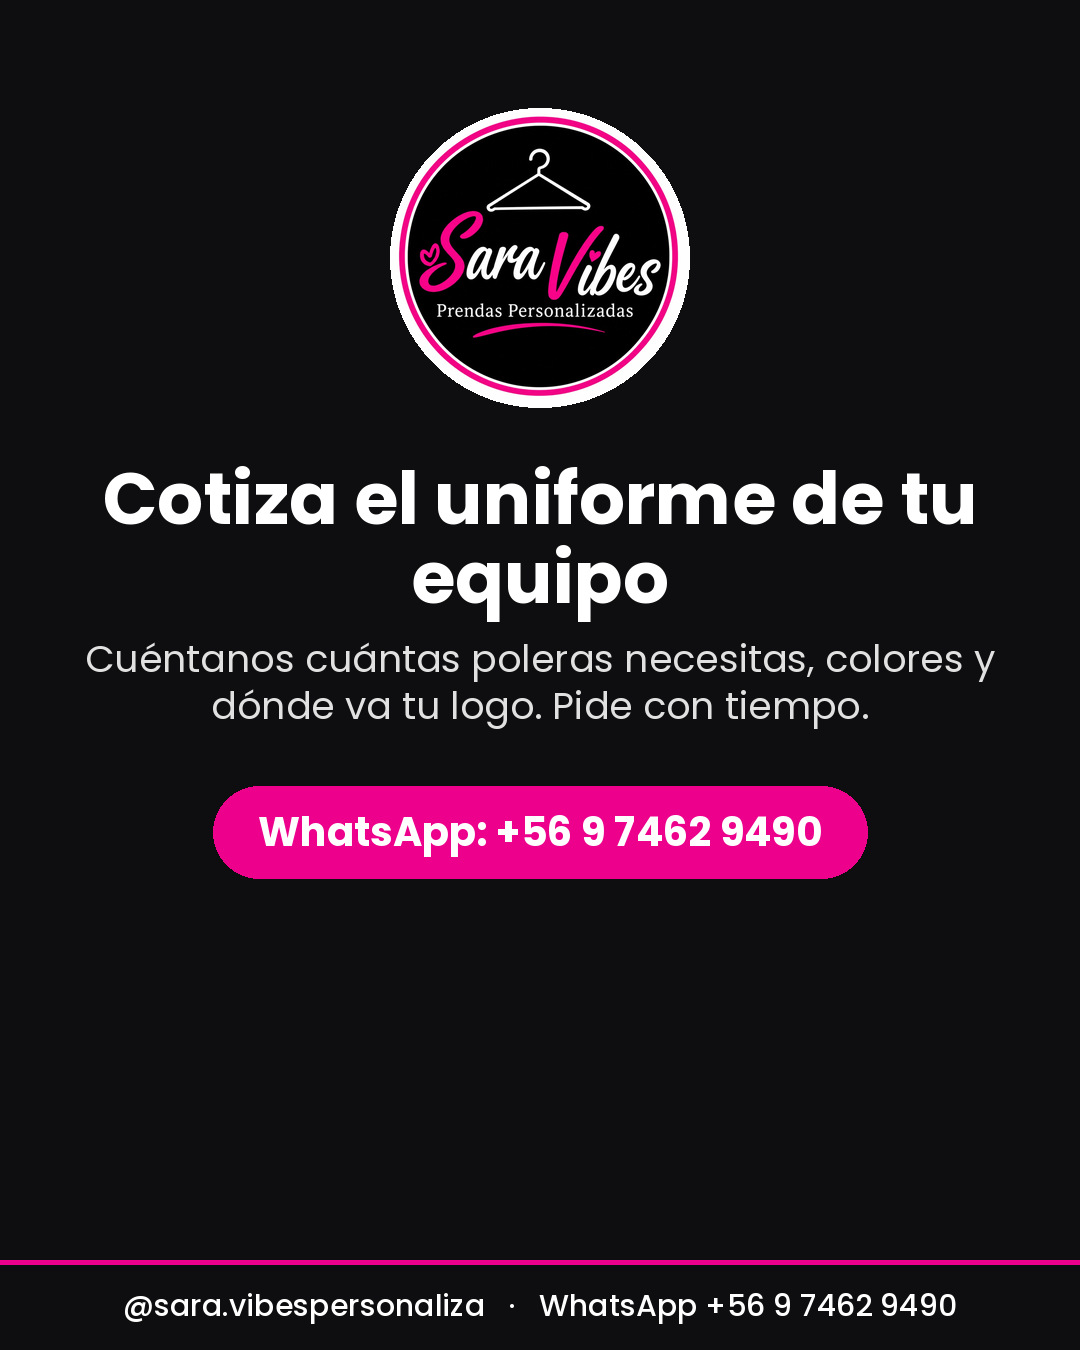 Sara Vibes
Prendas Personalizadas
Cotiza el uniforme de tu
equipo
Cuéntanos cuántas poleras necesitas, colores y
dónde va tu logo. Pide con tiempo.
WhatsApp: +56 9 7462 9490
@sara.vibespersonaliza · WhatsApp +56 9 7462 9490